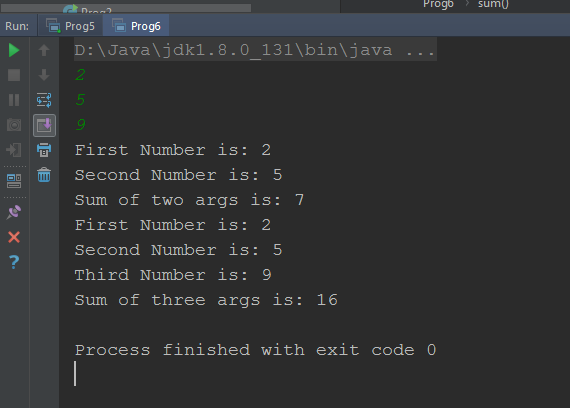 Prog2
Prog6 › sum()
Run: Prog5 Prog6
D:\Java\jdk1.8.0_131\bin\java ...
2
5
9
First Number is: 2
Second Number is: 5
Sum of two args is: 7
First Number is: 2
Second Number is: 5
Third Number is: 9
Sum of three args is: 16
Process finished with exit code 0